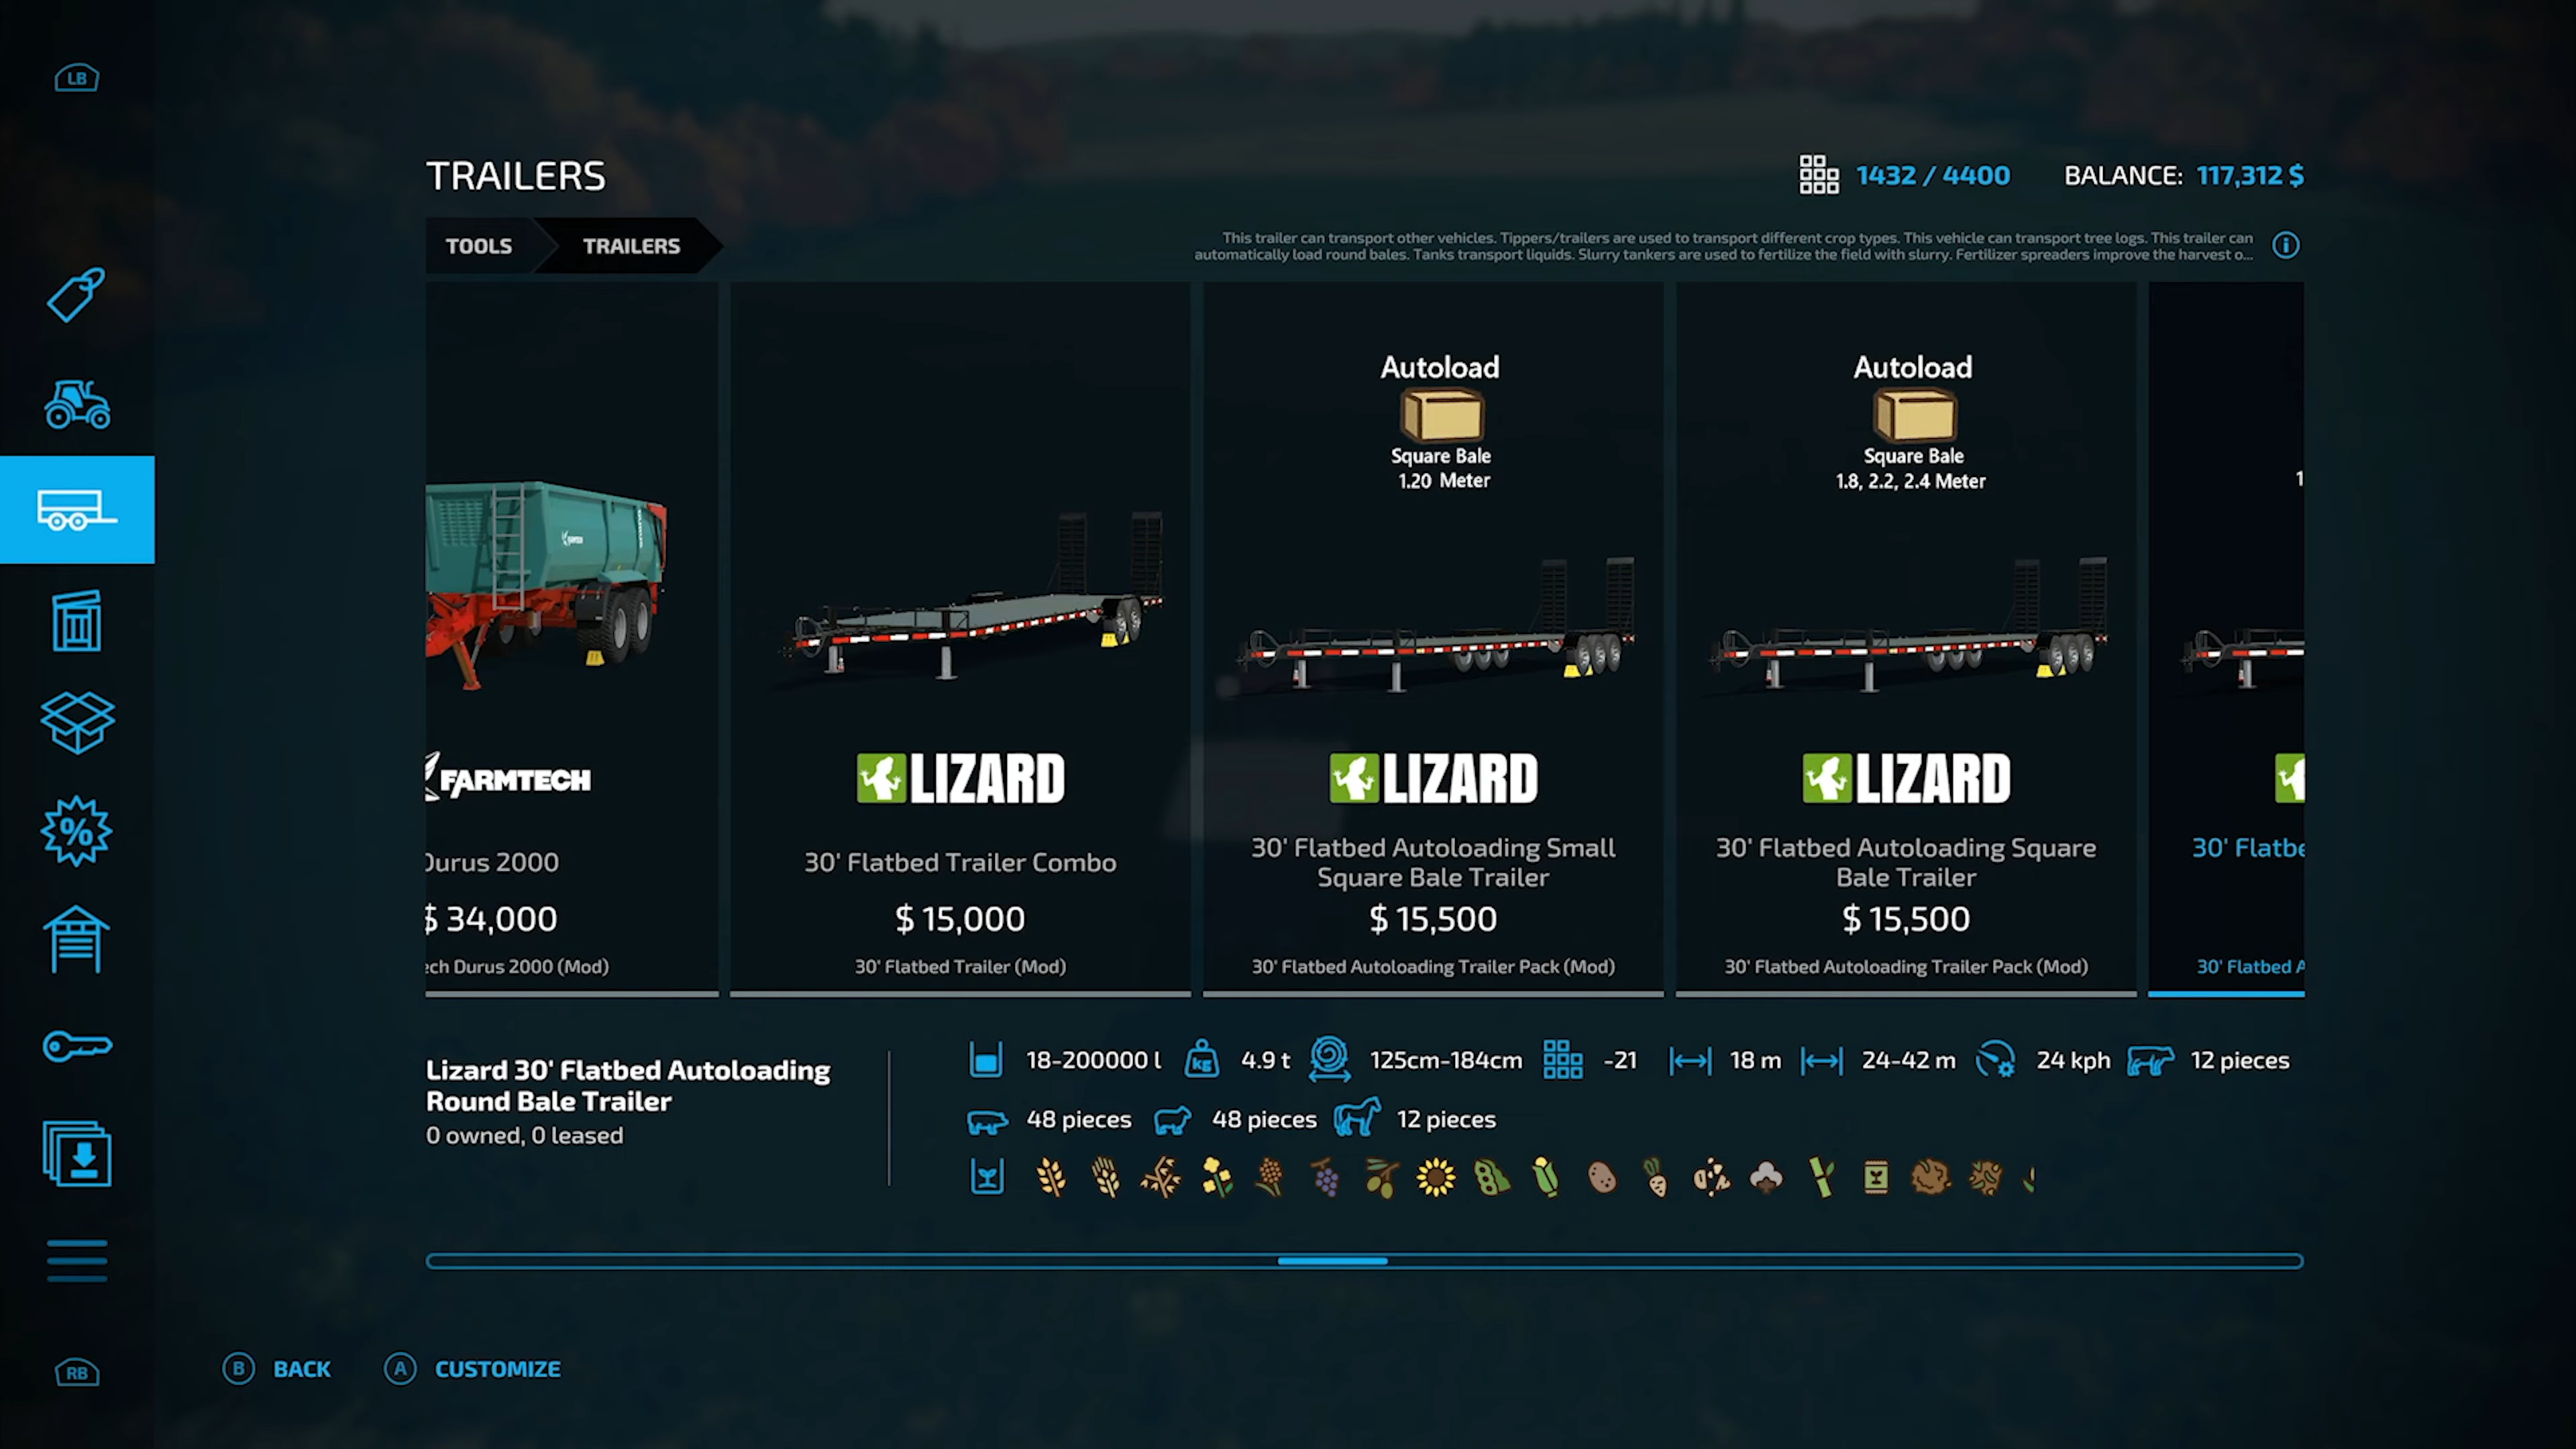 LB
TRAILERS
1432 / 4400
BALANCE: 117,312 $
TOOLS
TRAILERS
This trailer can transport other vehicles. Tippers/trailers are used to transport different crop types. This vehicle can transport tree logs. This trailer can
automatically load round bales. Tanks transport liquids. Slurry tankers are used to fertilize the field with slurry. Fertilizer spreaders improve the harvest o...
FARMTECH
Durus 2000
$ 34,000
ech Durus 2000 (Mod)
LIZARD
30' Flatbed Trailer Combo
$ 15,000
30' Flatbed Trailer (Mod)
Autoload
Square Bale
1.20 Meter
LIZARD
30' Flatbed Autoloading Small
Square Bale Trailer
$ 15,500
30' Flatbed Autoloading Trailer Pack (Mod)
Autoload
Square Bale
1.8, 2.2, 2.4 Meter
LIZARD
30' Flatbed Autoloading Square
Bale Trailer
$ 15,500
30' Flatbed Autoloading Trailer Pack (Mod)
1
30' Flatbe
30' Flatbed A
Lizard 30' Flatbed Autoloading
Round Bale Trailer
0 owned, 0 leased
18-200000 l
kg 4.9 t
125cm-184cm
-21
18 m
24-42 m
24 kph
12 pieces
48 pieces
48 pieces
12 pieces
B BACK
A CUSTOMIZE
RB